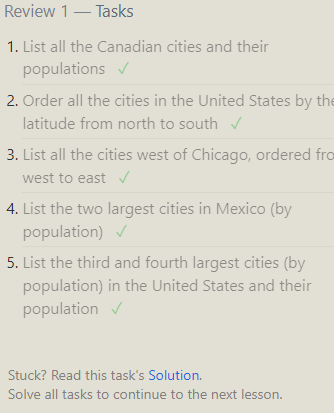 Review 1 — Tasks
1. List all the Canadian cities and their
populations ✓
2. Order all the cities in the United States by the
latitude from north to south ✓
3. List all the cities west of Chicago, ordered fro
west to east ✓
4. List the two largest cities in Mexico (by
population) ✓
5. List the third and fourth largest cities (by
population) in the United States and their
population ✓
Stuck? Read this task's Solution.
Solve all tasks to continue to the next lesson.